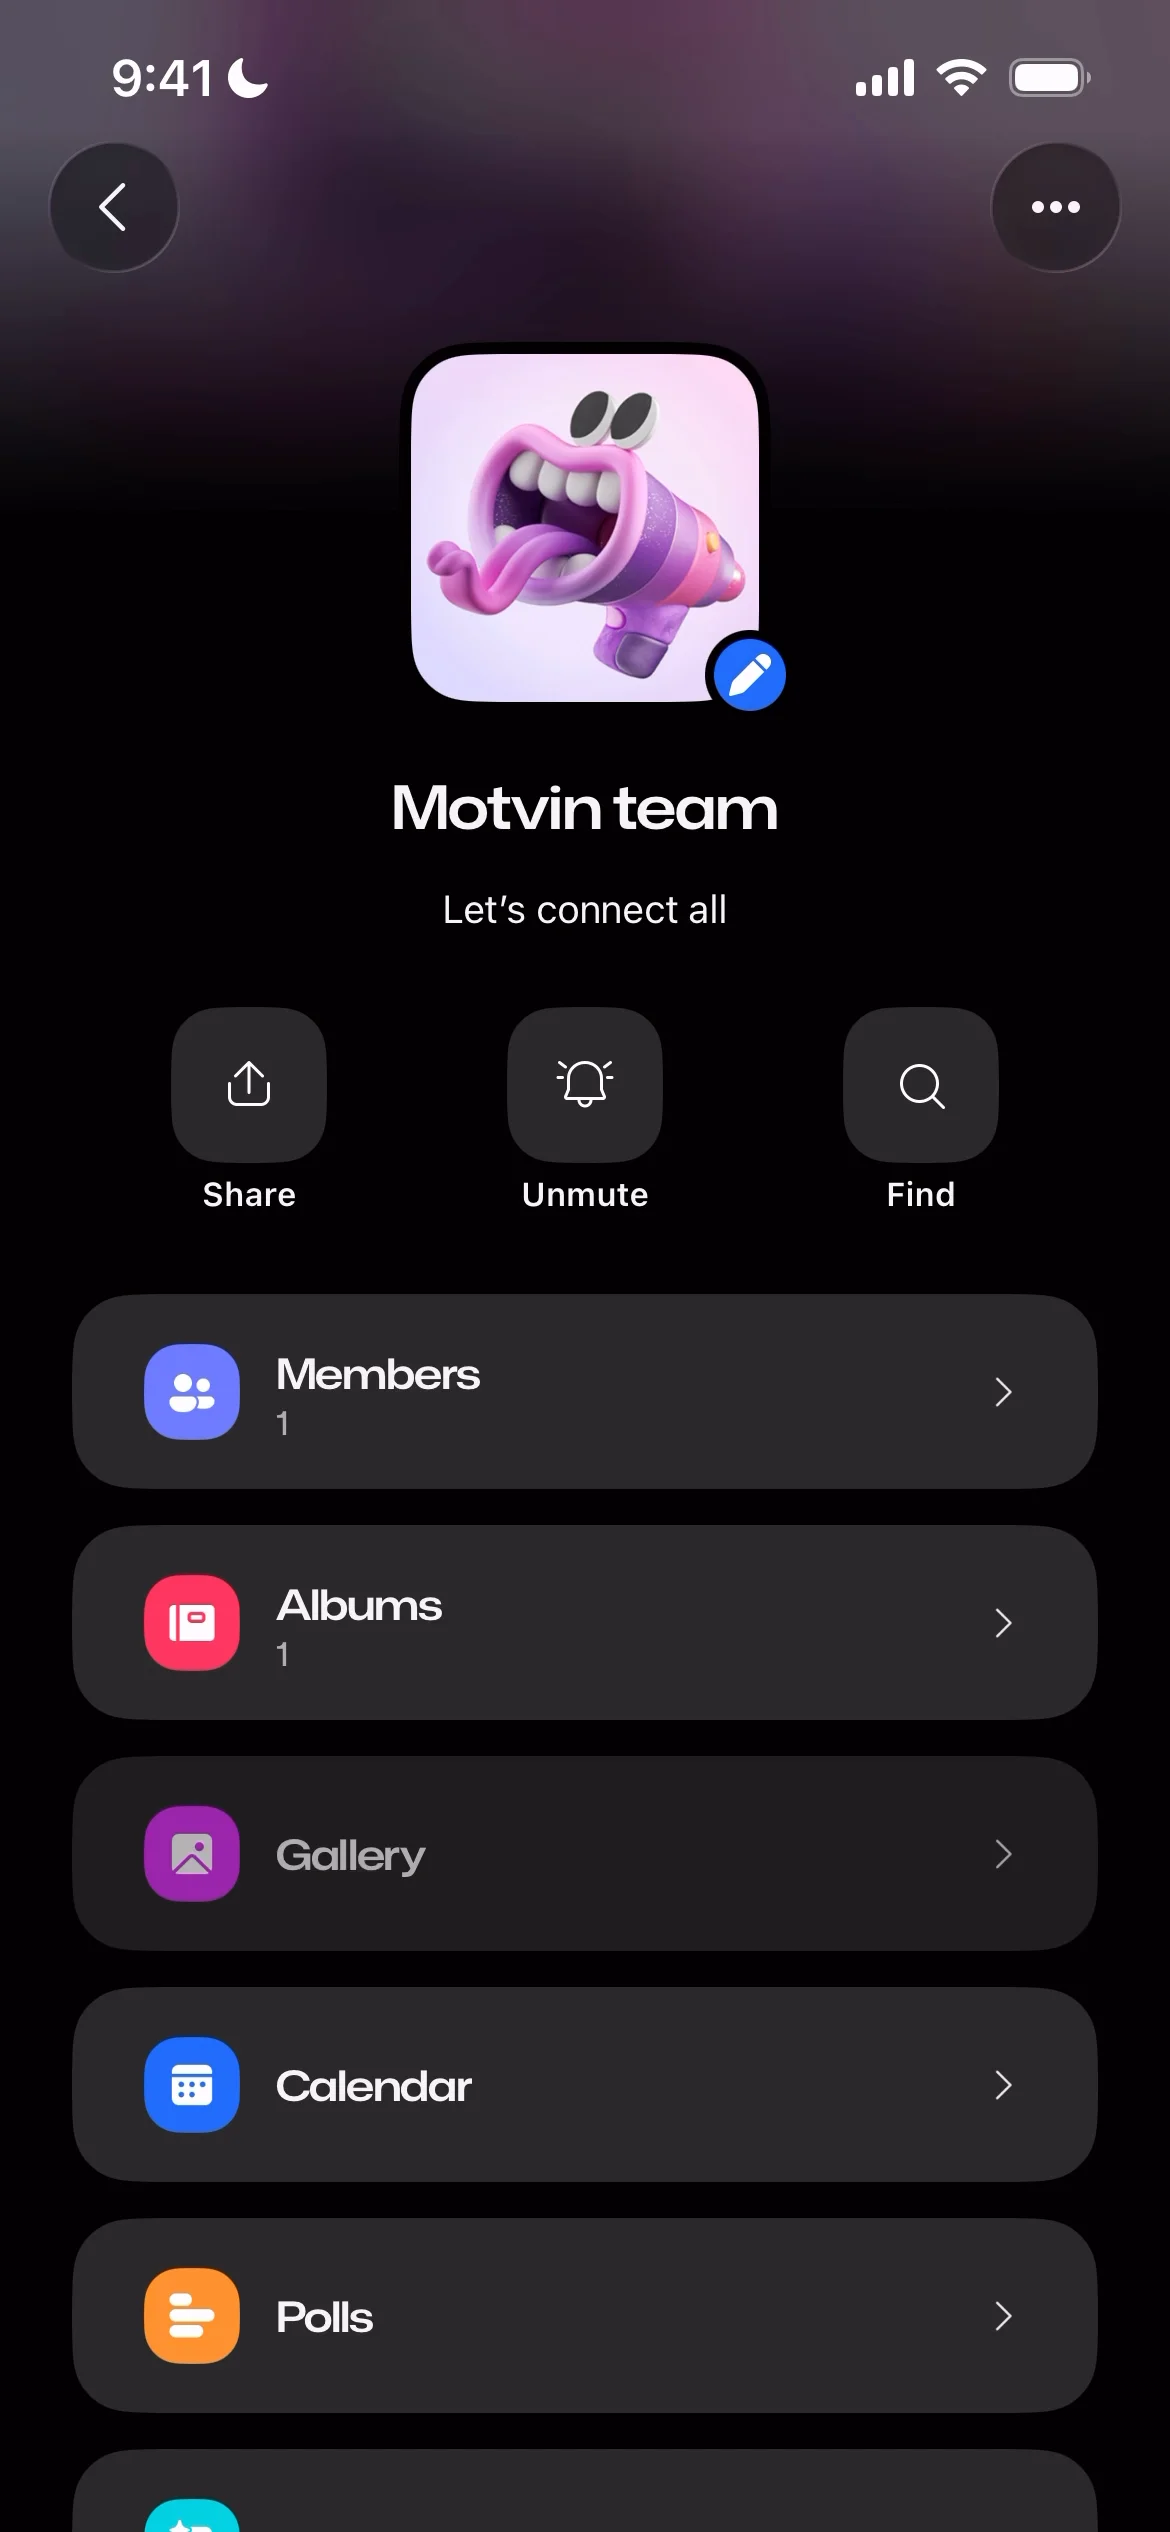 9:41
Motvin team
Let’s connect all
Share
Unmute
Find
Members
1
Albums
1
Gallery
Calendar
Polls